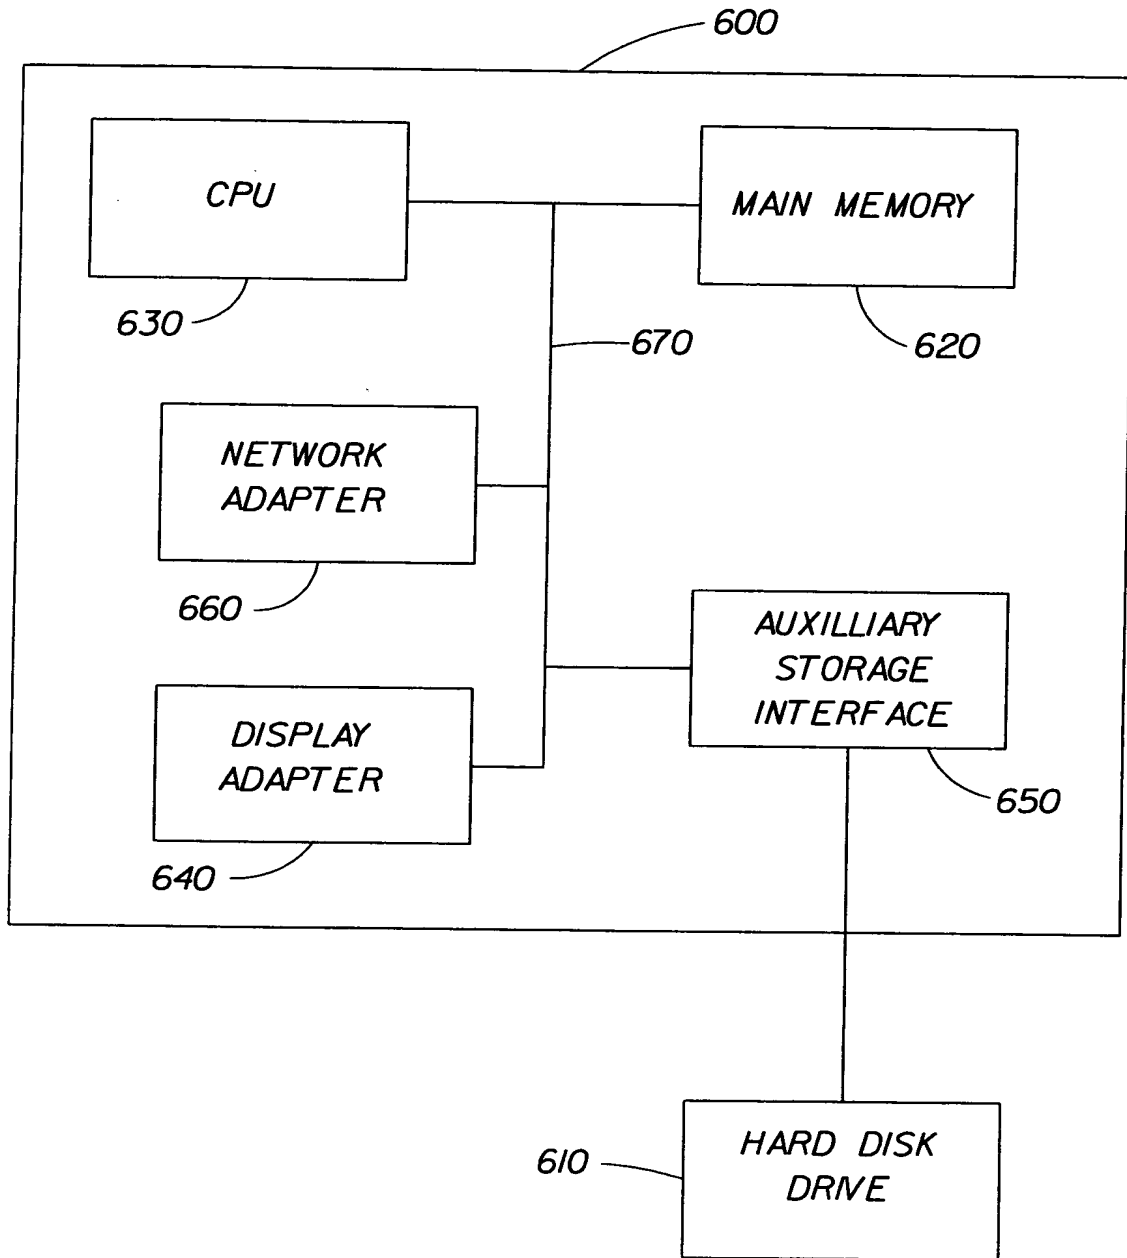 600
CPU
MAIN MEMORY
630
670
620
NETWORK
ADAPTER
660
AUXILLIARY
STORAGE
INTERFACE
DISPLAY
ADAPTER
650
640
610
HARD DISK
DRIVE